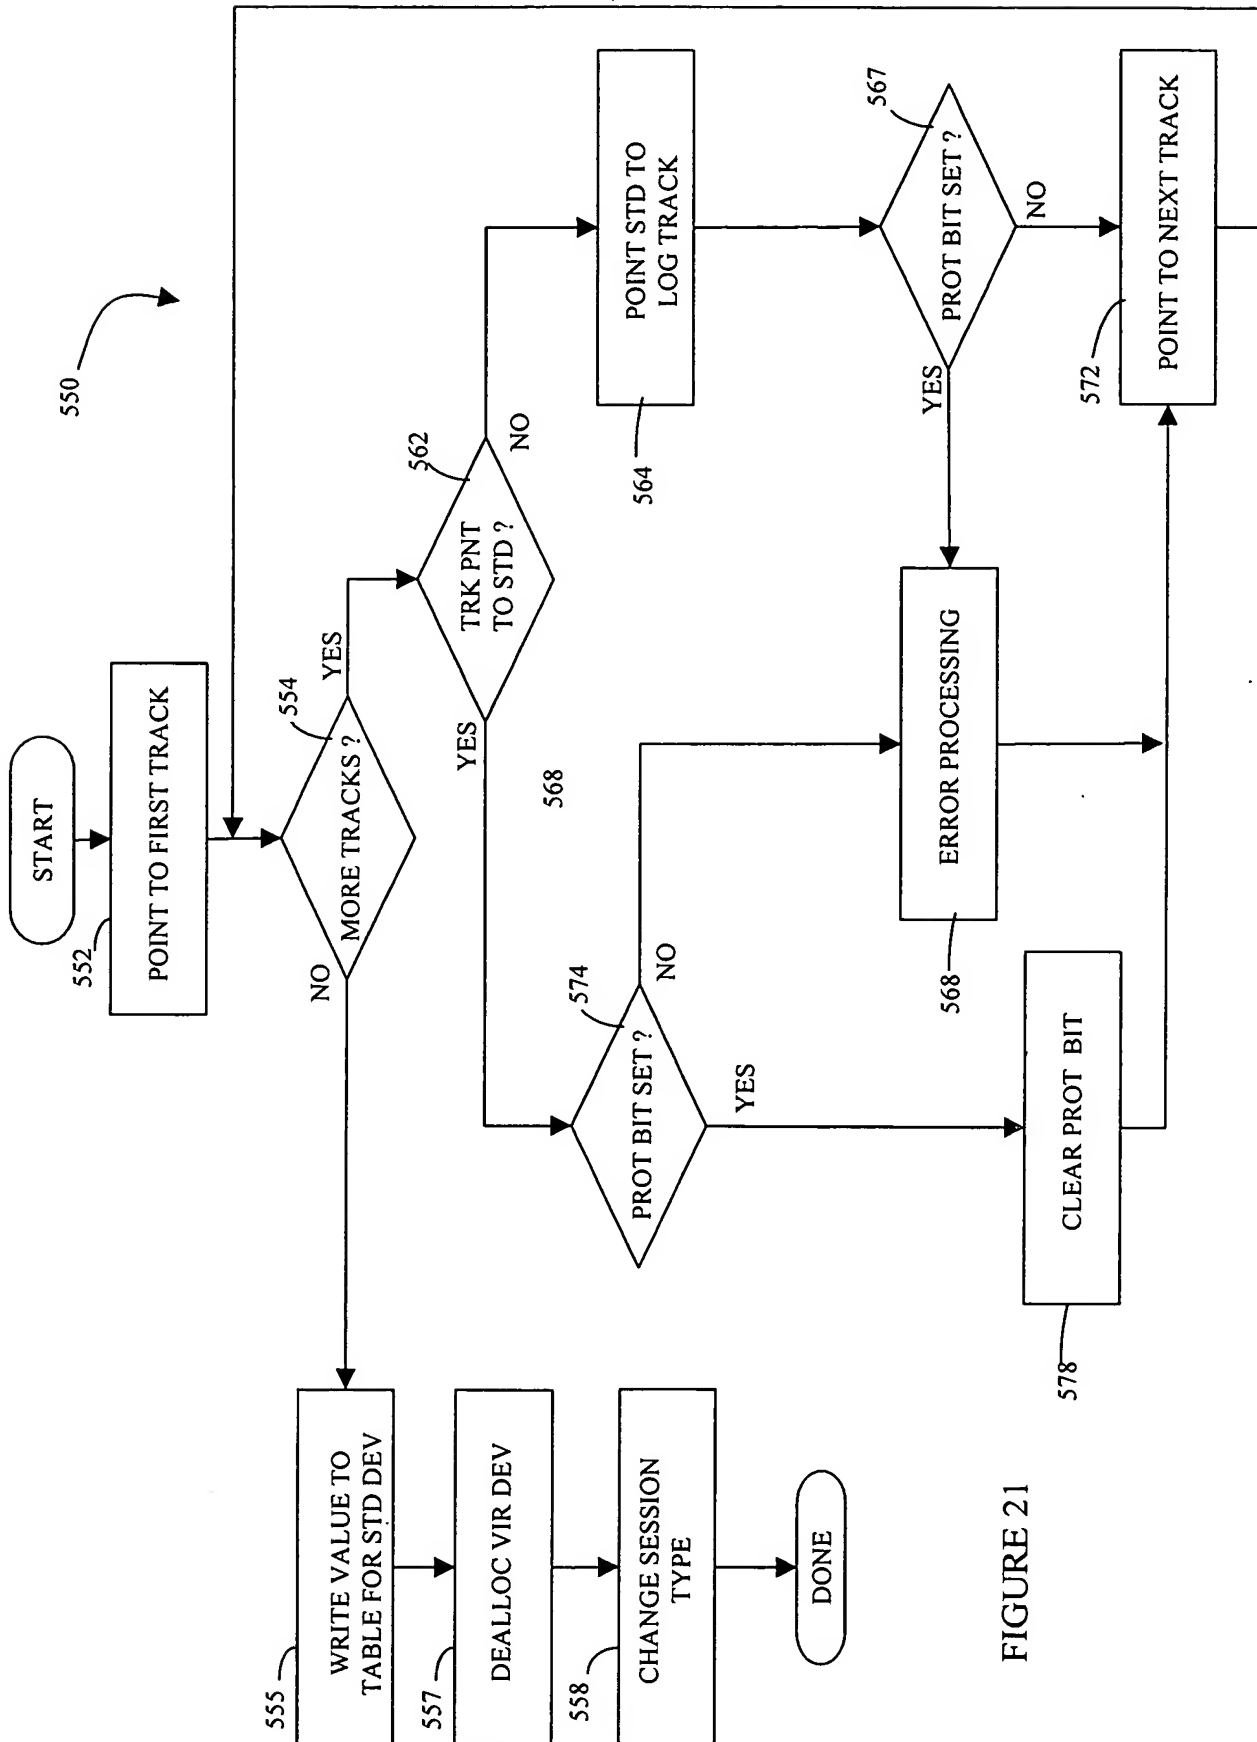 550
START
552
POINT TO FIRST TRACK
554
MORE TRACKS ?
NO
YES
555
WRITE VALUE TO
TABLE FOR STD DEV
557
DEALLOC VIR DEV
558
CHANGE SESSION
TYPE
DONE
562
TRK PNT
TO STD ?
YES
NO
568
564
POINT STD TO
LOG TRACK
574
PROT BIT SET ?
NO
YES
567
PROT BIT SET ?
YES
NO
568
ERROR PROCESSING
578
CLEAR PROT BIT
572
POINT TO NEXT TRACK
FIGURE 21